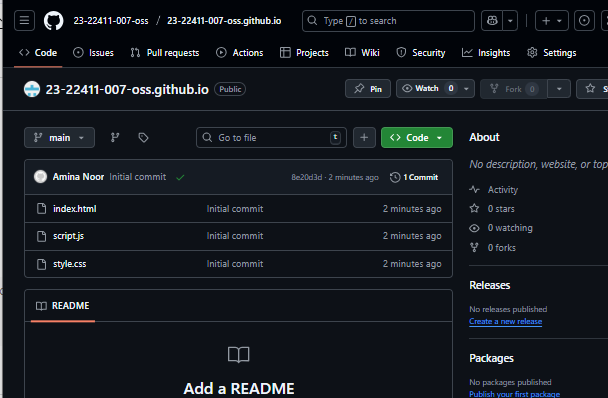 23-22411-007-oss / 23-22411-007-oss.github.io Type / to search
Code Issues Pull requests Actions Projects Wiki Security Insights Settings
23-22411-007-oss.github.io Public Pin Watch 0 Fork 0
main Go to file t Code
Amina Noor Initial commit 8e20d3d · 2 minutes ago 1 Commit
index.html Initial commit 2 minutes ago
script.js Initial commit 2 minutes ago
style.css Initial commit 2 minutes ago
README
Add a README
About
No description, website, or top
Activity
0 stars
0 watching
0 forks
Releases
No releases published
Create a new release
Packages
No packages published
Publish your first package